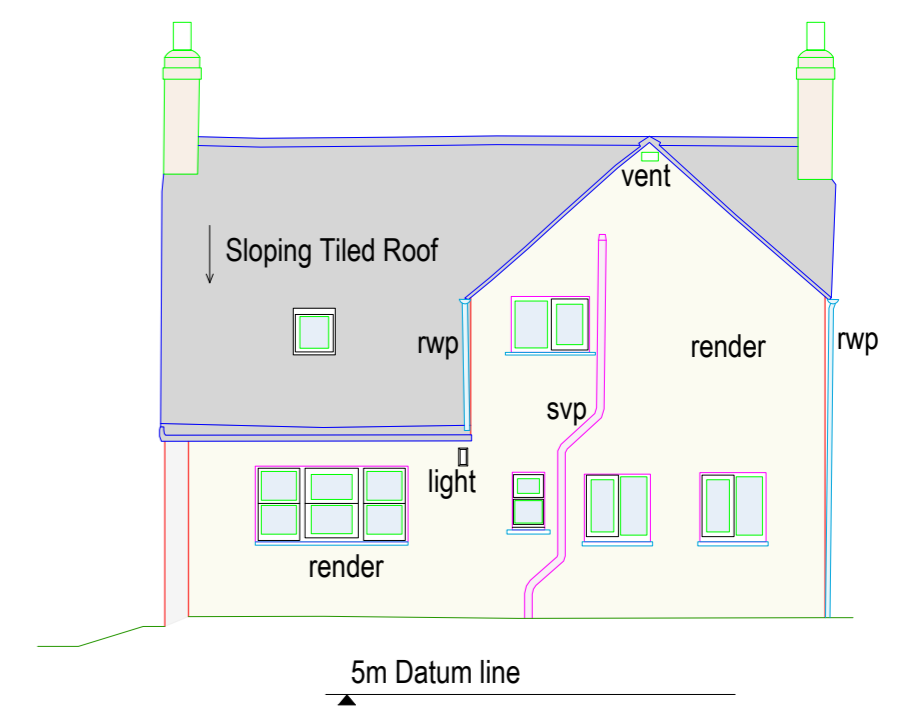 vent
Sloping Tiled Roof
rwp
render
rwp
svp
light
render
5m Datum line